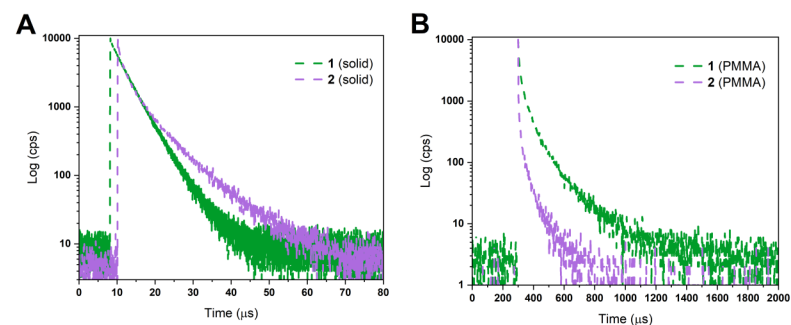 A
Log (cps)
10000
1000
100
10
0 10 20 30 40 50 60 70 80
Time (μs)
1 (solid)
2 (solid)
B
Log (cps)
10000
1000
100
10
1
0 200 400 600 800 1000 1200 1400 1600 1800 2000
Time (μs)
1 (PMMA)
2 (PMMA)